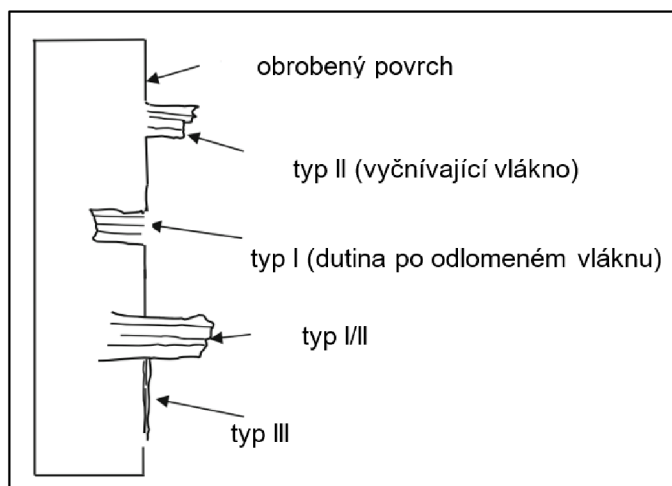 obrobený povrch
typ II (vyčnívající vlákno)
typ I (dutina po odlomeném vláknu)
typ I/II
typ III